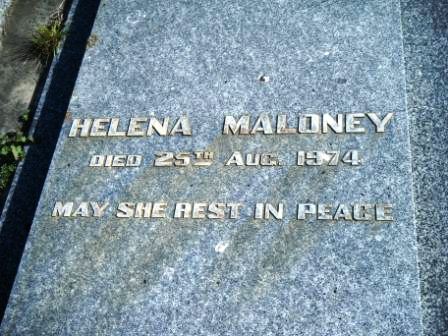 HELENA MALONEY
DIED 25TH AUG. 1974
MAY SHE REST IN PEACE